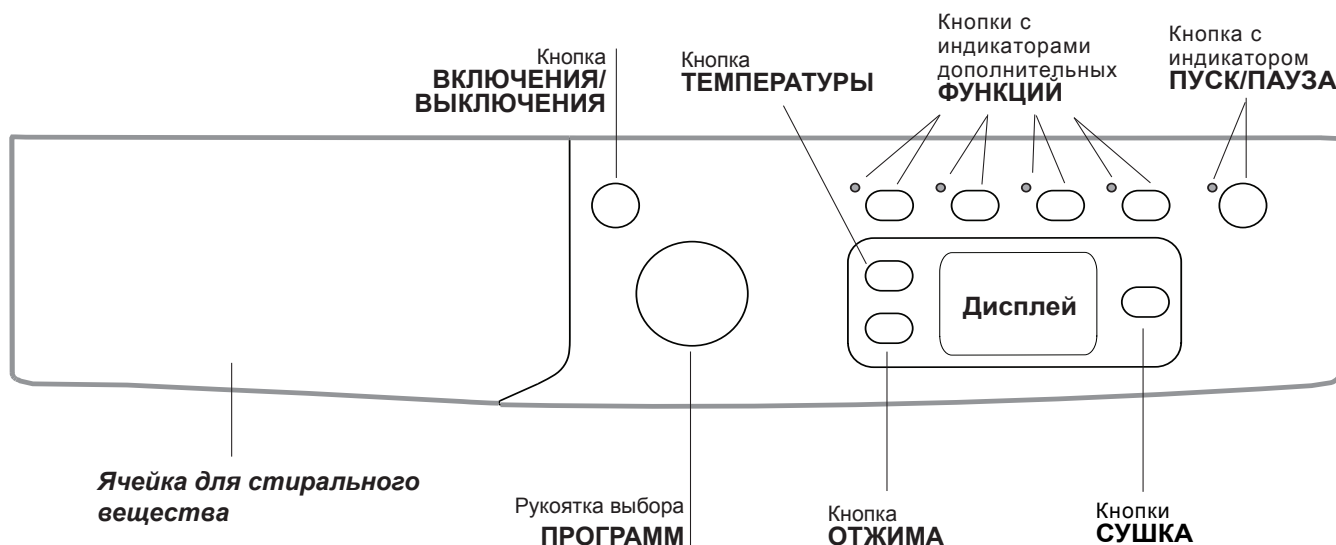 Кнопка
ВКЛЮЧЕНИЯ/
ВЫКЛЮЧЕНИЯ
Кнопка
ТЕМПЕРАТУРЫ
Кнопки с
индикаторами
дополнительных
ФУНКЦИЙ
Кнопка с
индикатором
ПУСК/ПАУЗА
Дисплей
Ячейка для стирального
вещества
Рукоятка выбора
ПРОГРАММ
Кнопка
ОТЖИМА
Кнопки
СУШКА